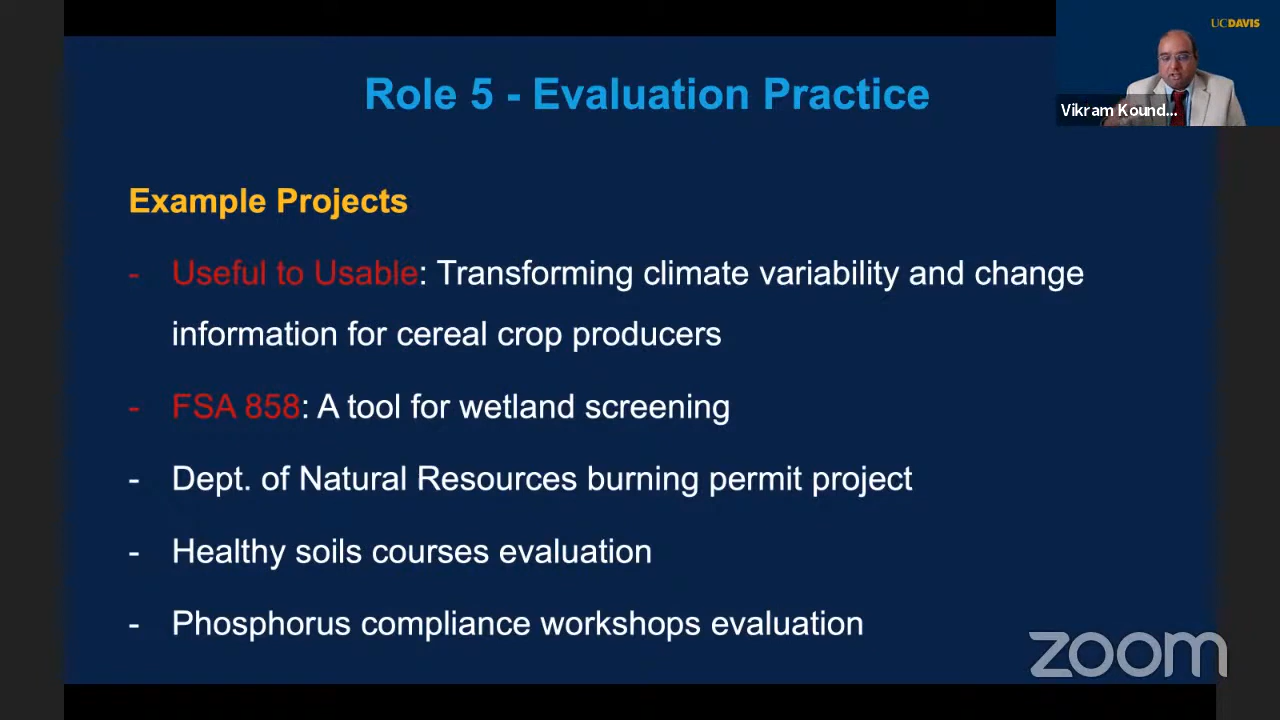 UCDAVIS
Role 5 - Evaluation Practice
Vikram Kound...
Example Projects
- Useful to Usable: Transforming climate variability and change
information for cereal crop producers
- FSA 858: A tool for wetland screening
- Dept. of Natural Resources burning permit project
- Healthy soils courses evaluation
- Phosphorus compliance workshops evaluation
zoom